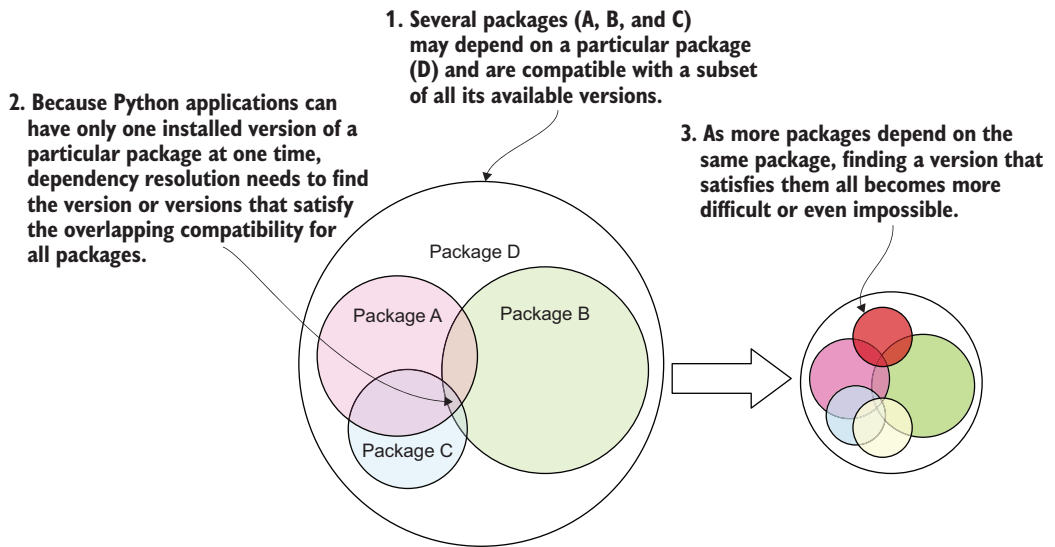 1. Several packages (A, B, and C)
may depend on a particular package
(D) and are compatible with a subset
of all its available versions.
2. Because Python applications can
have only one installed version of a
particular package at one time,
dependency resolution needs to find
the version or versions that satisfy
the overlapping compatibility for
all packages.
3. As more packages depend on the
same package, finding a version that
satisfies them all becomes more
difficult or even impossible.
Package D
Package A
Package B
Package C